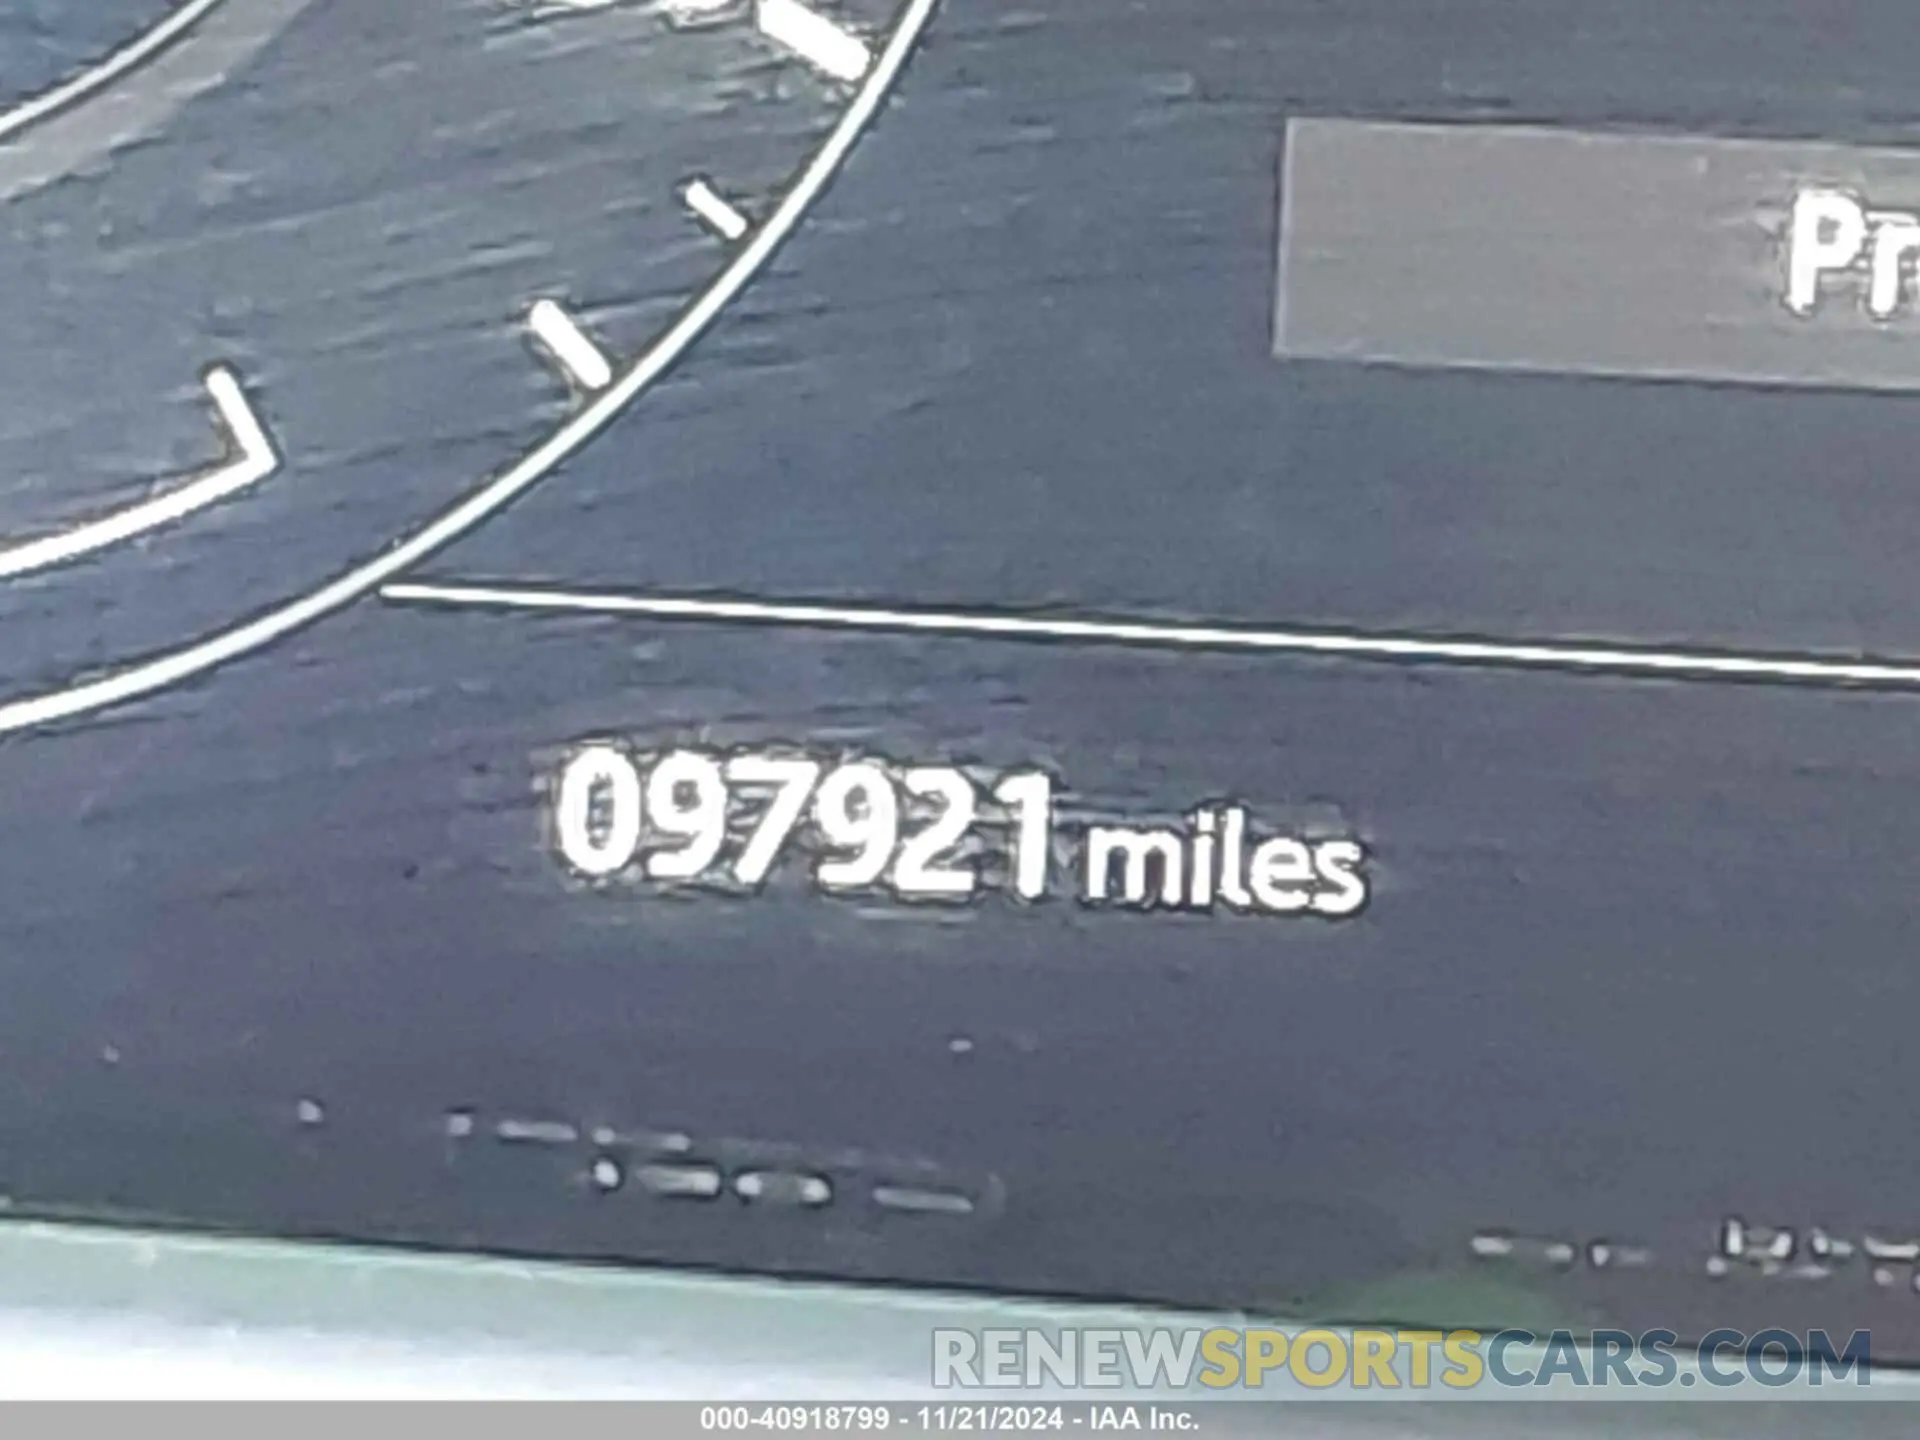 Pr
097921 miles
RENEWSPORTSCARS.COM
000-40918799 - 11/21/2024 - IAA Inc.